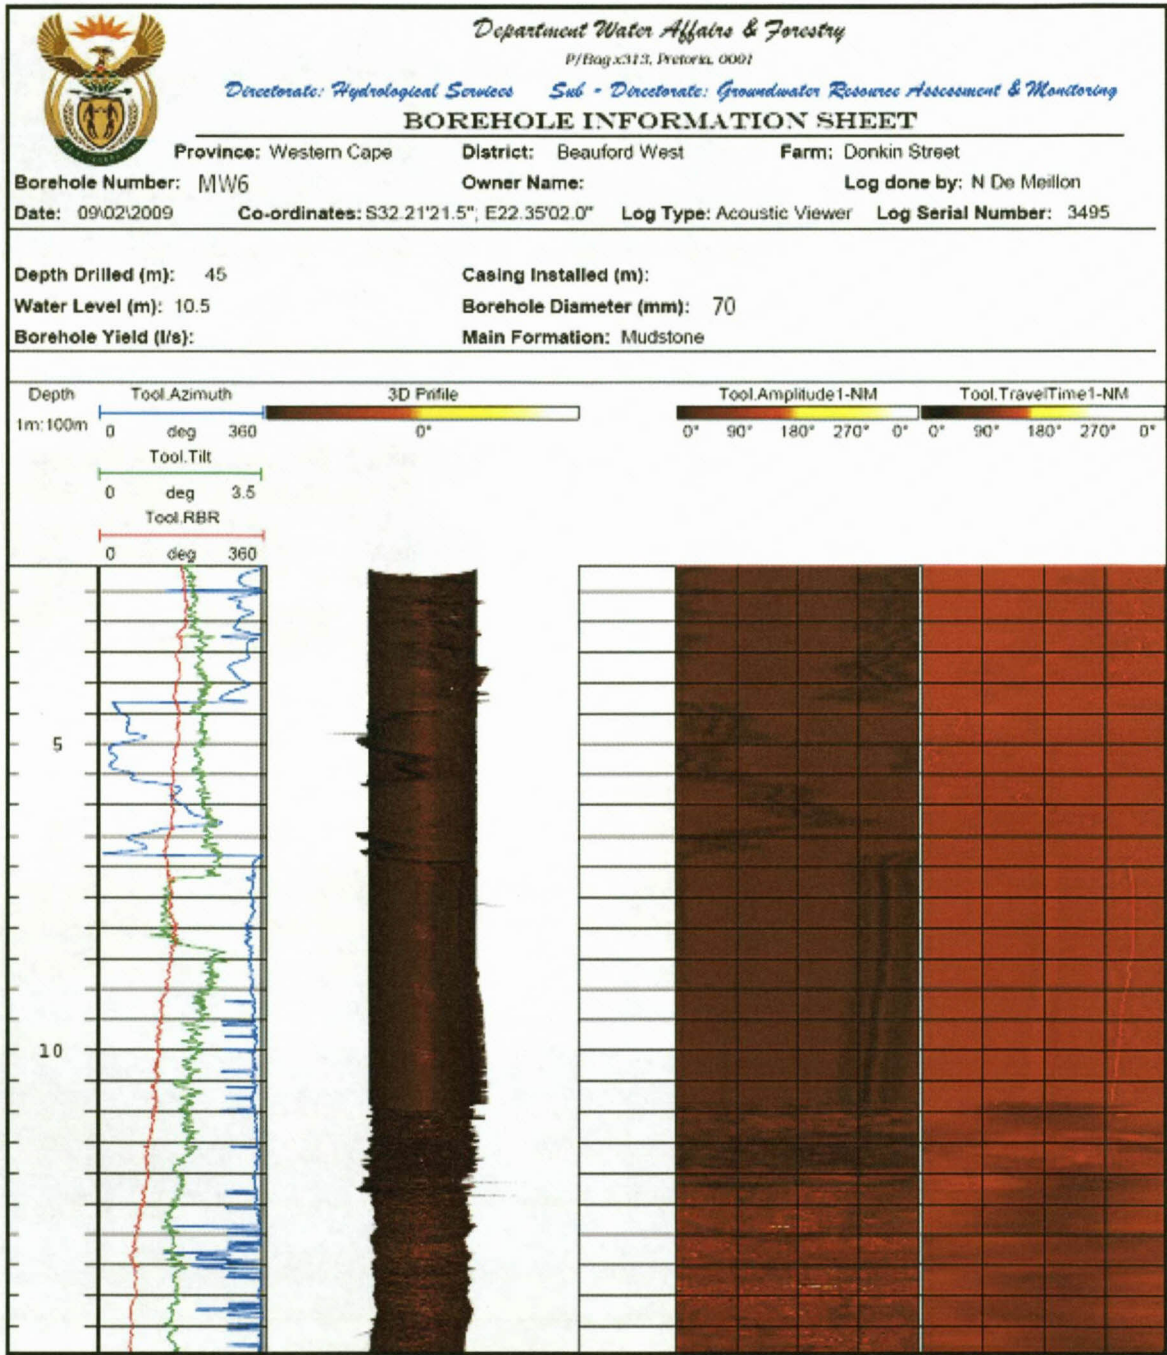 Department Water Affairs & Forestry
P/Bag x313, Pretoria, 0001
Directorate: Hydrological Services Sub - Directorate: Groundwater Resource Assessment & Monitoring
BOREHOLE INFORMATION SHEET
Province: Western Cape District: Beauford West Farm: Donkin Street
Borehole Number: MW6 Owner Name: Log done by: N De Meillon
Date: 09\02\2009 Co-ordinates: S32.21'21.5"; E22.35'02.0" Log Type: Acoustic Viewer Log Serial Number: 3495
Depth Drilled (m): 45 Casing Installed (m):
Water Level (m): 10.5 Borehole Diameter (mm): 70
Borehole Yield (l/s): Main Formation: Mudstone
Depth Tool.Azimuth 3D Prifile Tool.Amplitude1-NM Tool.TravelTime1-NM
1m:100m 0 deg 360 0° 0° 90° 180° 270° 0° 0° 90° 180° 270° 0°
Tool.Tilt
0 deg 3.5
Tool.RBR
0 deg 360
5
10